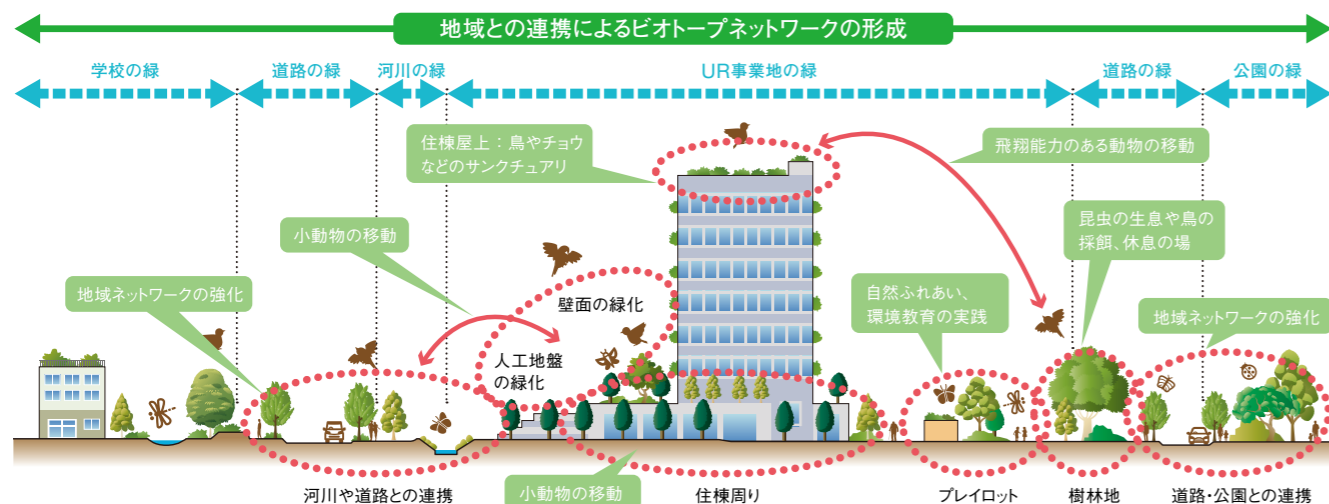 地域との連携によるビオトープネットワークの形成
学校の緑
道路の緑
河川の緑
UR事業地の緑
道路の緑
公園の緑
住棟屋上：鳥やチョウ
などのサンクチュアリ
飛翔能力のある動物の移動
昆虫の生息や鳥の
採餌、休息の場
小動物の移動
地域ネットワークの強化
壁面の緑化
自然ふれあい、
環境教育の実践
地域ネットワークの強化
人工地盤
の緑化
河川や道路との連携
小動物の移動
住棟周り
プレイロット
樹林地
道路・公園との連携